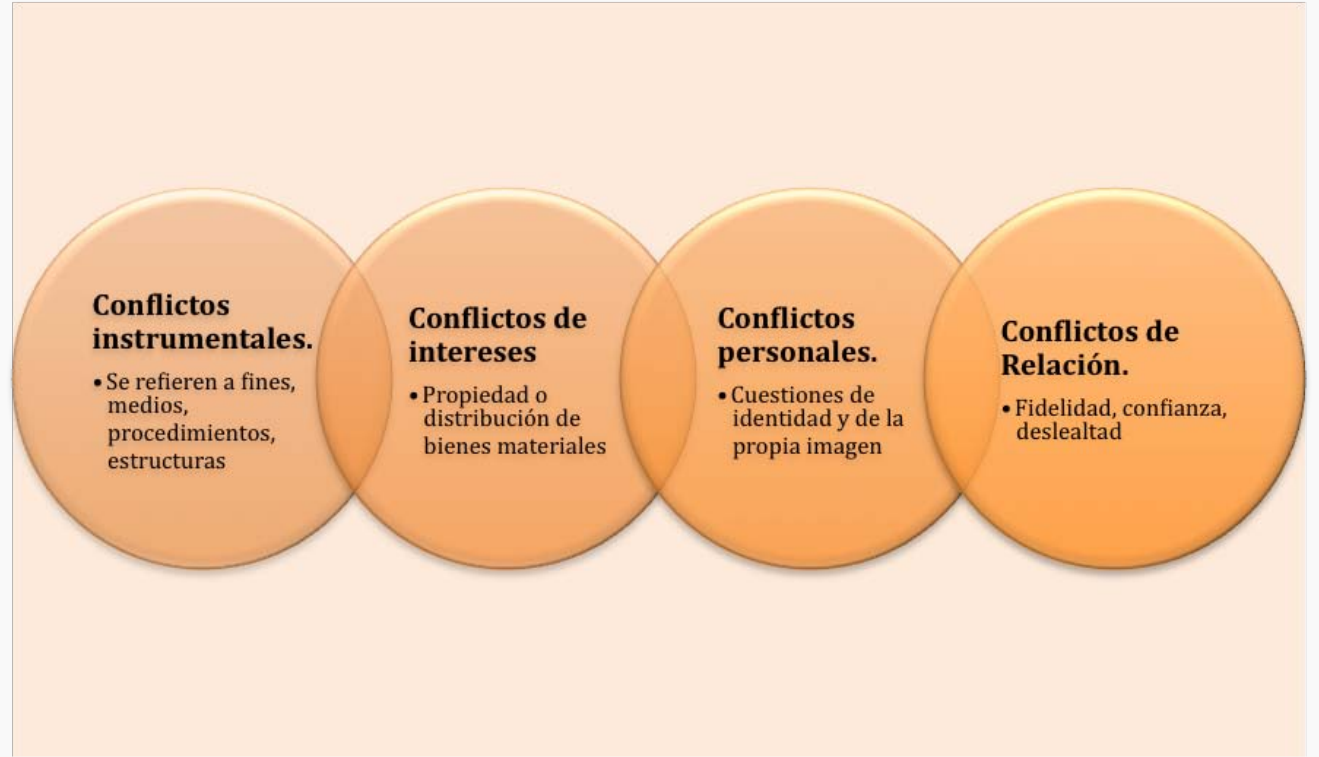 Conflictos
instrumentales.
• Se refieren a fines,
medios,
procedimientos,
estructuras
Conflictos de
intereses
• Propiedad o
distribución de
bienes materiales
Conflictos
personales.
• Cuestiones de
identidad y de la
propia imagen
Conflictos de
Relación.
• Fidelidad, confianza,
deslealtad